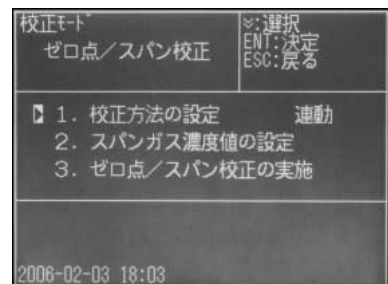 校正ﾓｰﾄﾞ
ゼロ点／スパン校正
≫:選択
ENT:決定
ESC:戻る
1. 校正方法の設定 連動
2. スパンガス濃度値の設定
3. ゼロ点／スパン校正の実施
2006-02-03 18:03